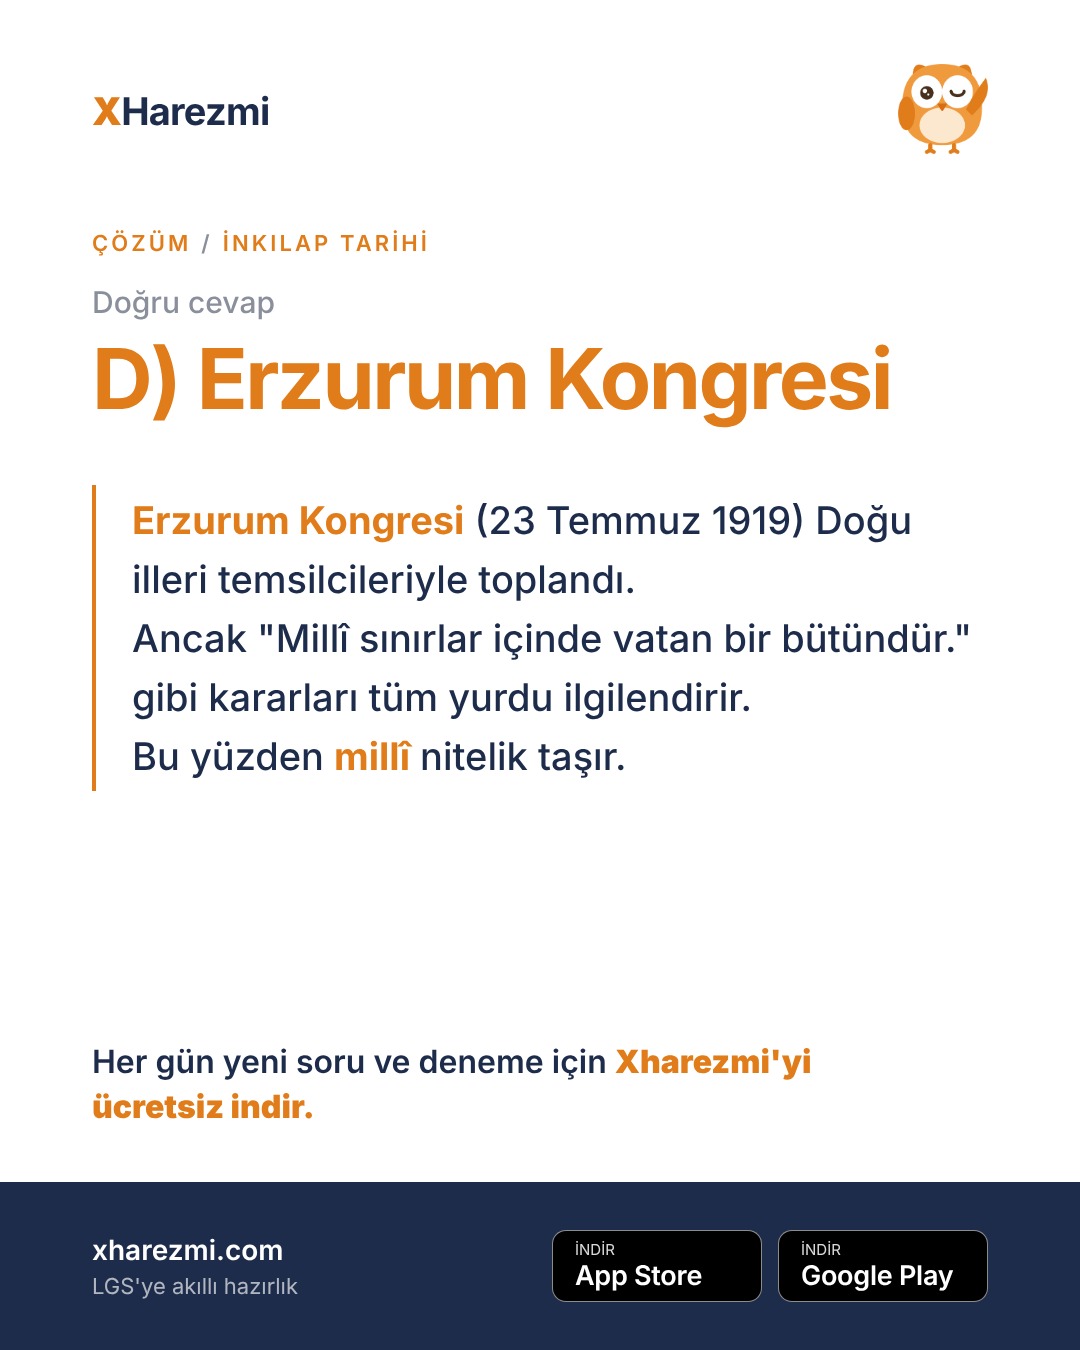 XHarezmi
ÇÖZÜM / İNKILAP TARİHİ
Doğru cevap
D) Erzurum Kongresi
Erzurum Kongresi (23 Temmuz 1919) Doğu
illeri temsilcileriyle toplandı.
Ancak "Millî sınırlar içinde vatan bir bütündür."
gibi kararları tüm yurdu ilgilendirir.
Bu yüzden millî nitelik taşır.
Her gün yeni soru ve deneme için Xharezmi'yi
ücretsiz indir.
xharezmi.com
LGS'ye akıllı hazırlık
İNDİR
App Store
İNDİR
Google Play